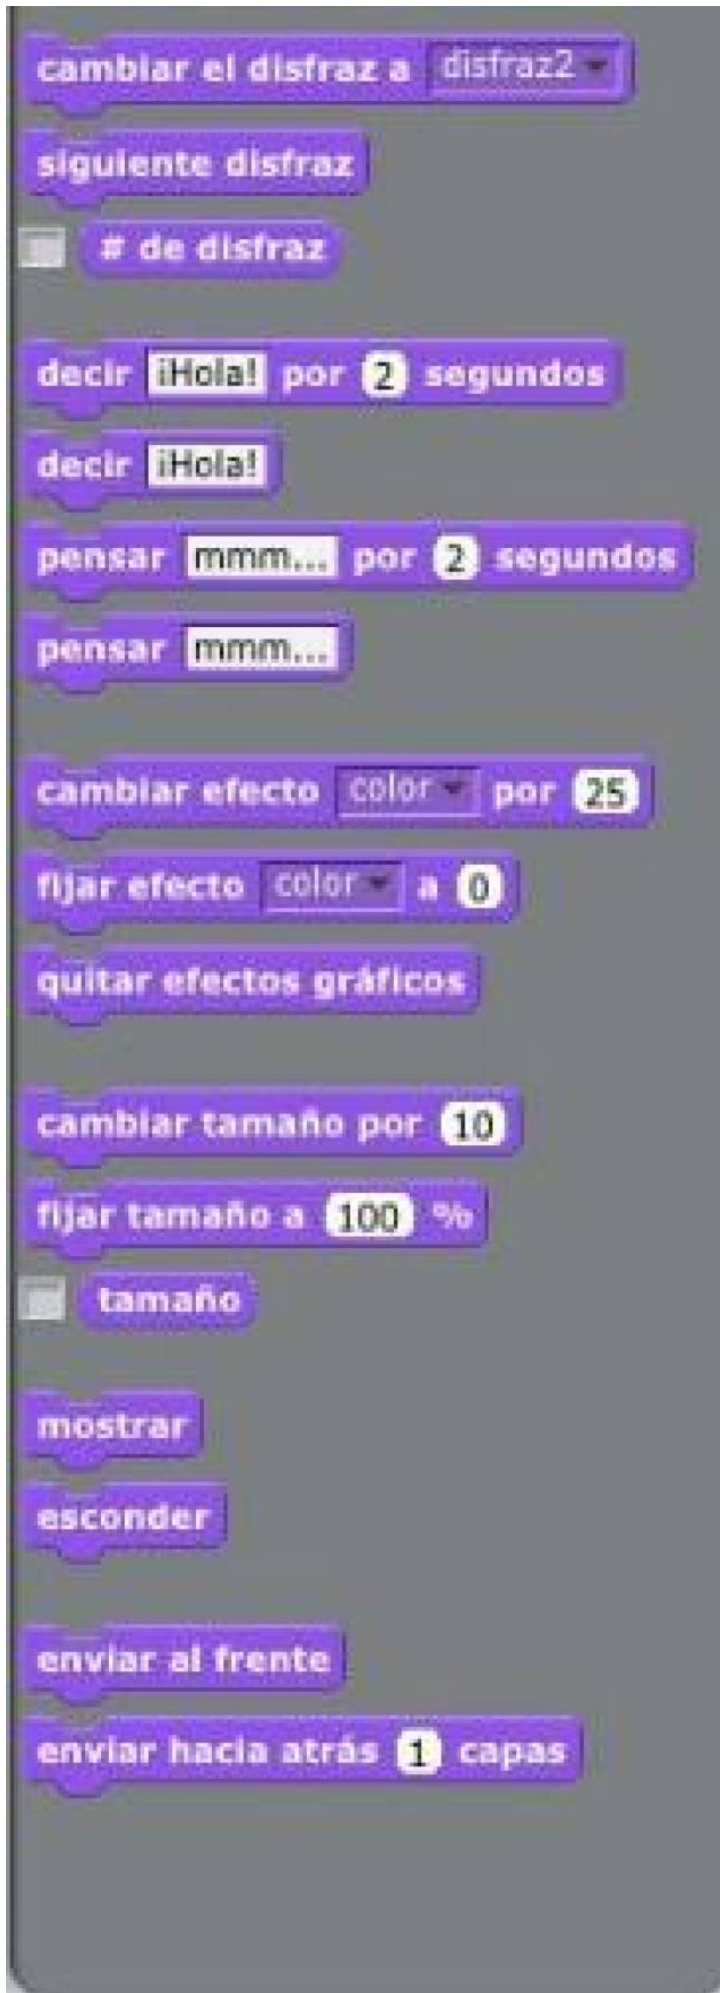 cambiar el disfraz a disfraz2
siguiente disfraz
# de disfraz
decir ¡Hola! por 2 segundos
decir ¡Hola!
pensar mmm... por 2 segundos
pensar mmm...
cambiar efecto color por 25
fijar efecto color a 0
quitar efectos gráficos
cambiar tamaño por 10
fijar tamaño a 100 %
tamaño
mostrar
esconder
enviar al frente
enviar hacia atrás 1 capas